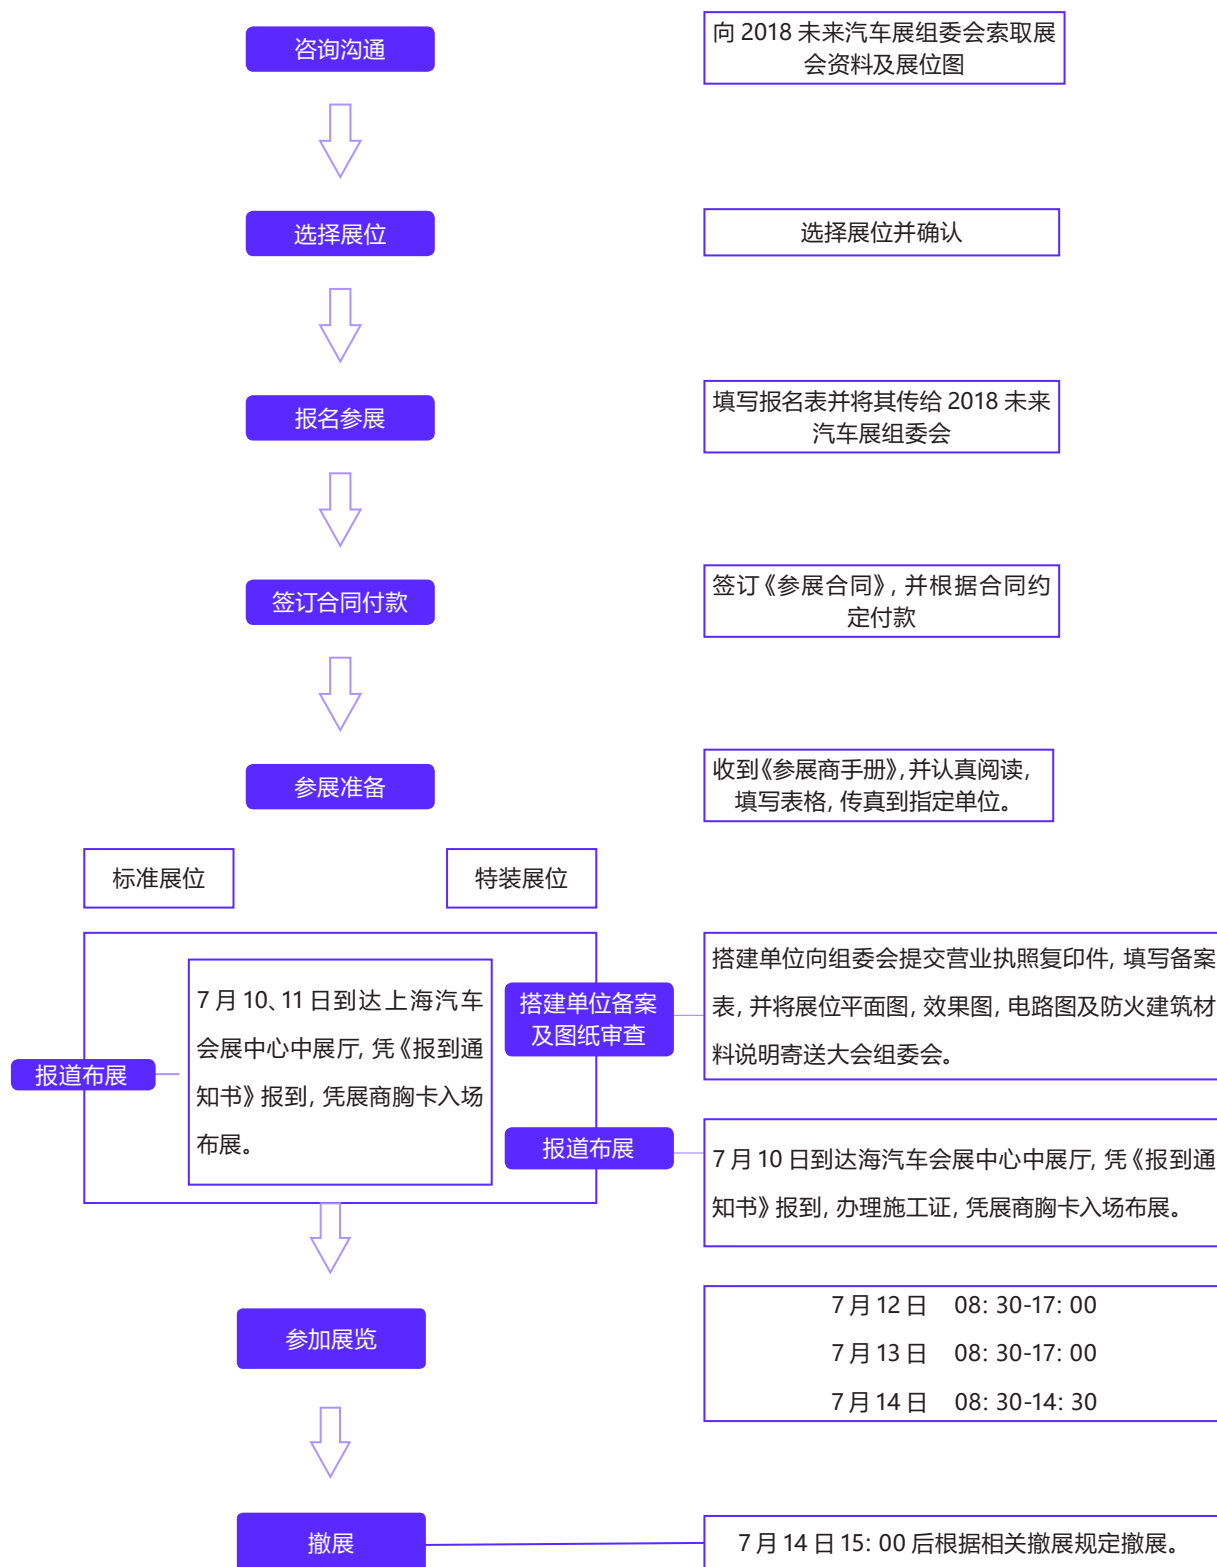 咨询沟通
向 2018 未来汽车展组委会索取展
会资料及展位图
选择展位
选择展位并确认
报名参展
填写报名表并将其传给 2018 未来
汽车展组委会
签订合同付款
签订《参展合同》, 并根据合同约
定付款
参展准备
收到《参展商手册》,并认真阅读,
填写表格, 传真到指定单位。
标准展位
特装展位
报道布展
7 月 10、11 日到达上海汽车
会展中心中展厅, 凭《报到通
知书》报到, 凭展商胸卡入场
布展。
搭建单位备案
及图纸审查
搭建单位向组委会提交营业执照复印件, 填写备案
表, 并将展位平面图, 效果图, 电路图及防火建筑材
料说明寄送大会组委会。
报道布展
7 月 10 日到达海汽车会展中心中展厅, 凭《报到通
知书》报到, 办理施工证, 凭展商胸卡入场布展。
参加展览
7 月 12 日 08: 30-17: 00
7 月 13 日 08: 30-17: 00
7 月 14 日 08: 30-14: 30
撤展
7 月 14 日 15: 00 后根据相关撤展规定撤展。